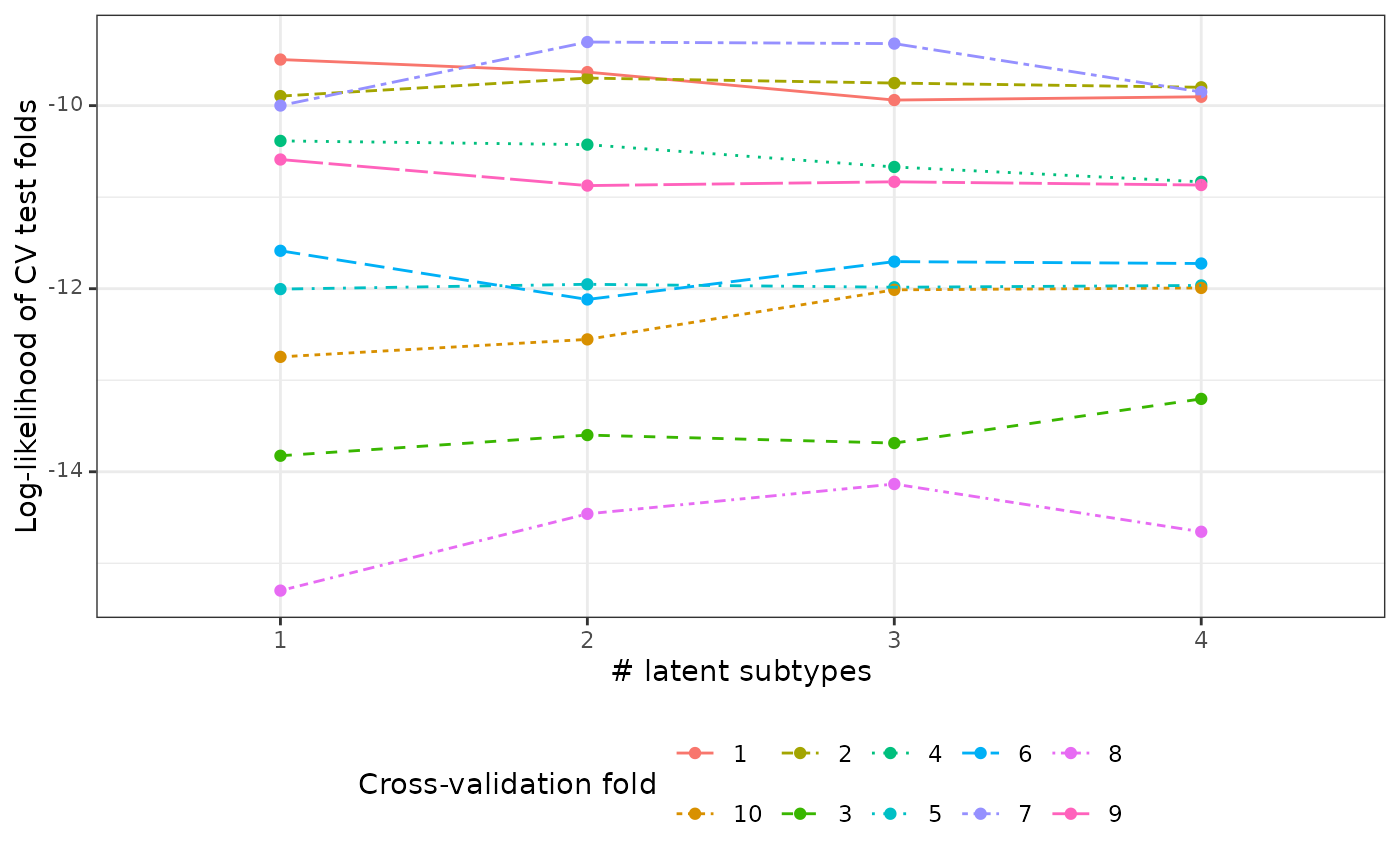 Log-likelihood of CV test folds
-10
-12
-14
1 2 3 4
# latent subtypes
Cross-validation fold
1 2 4 6 8
10 3 5 7 9